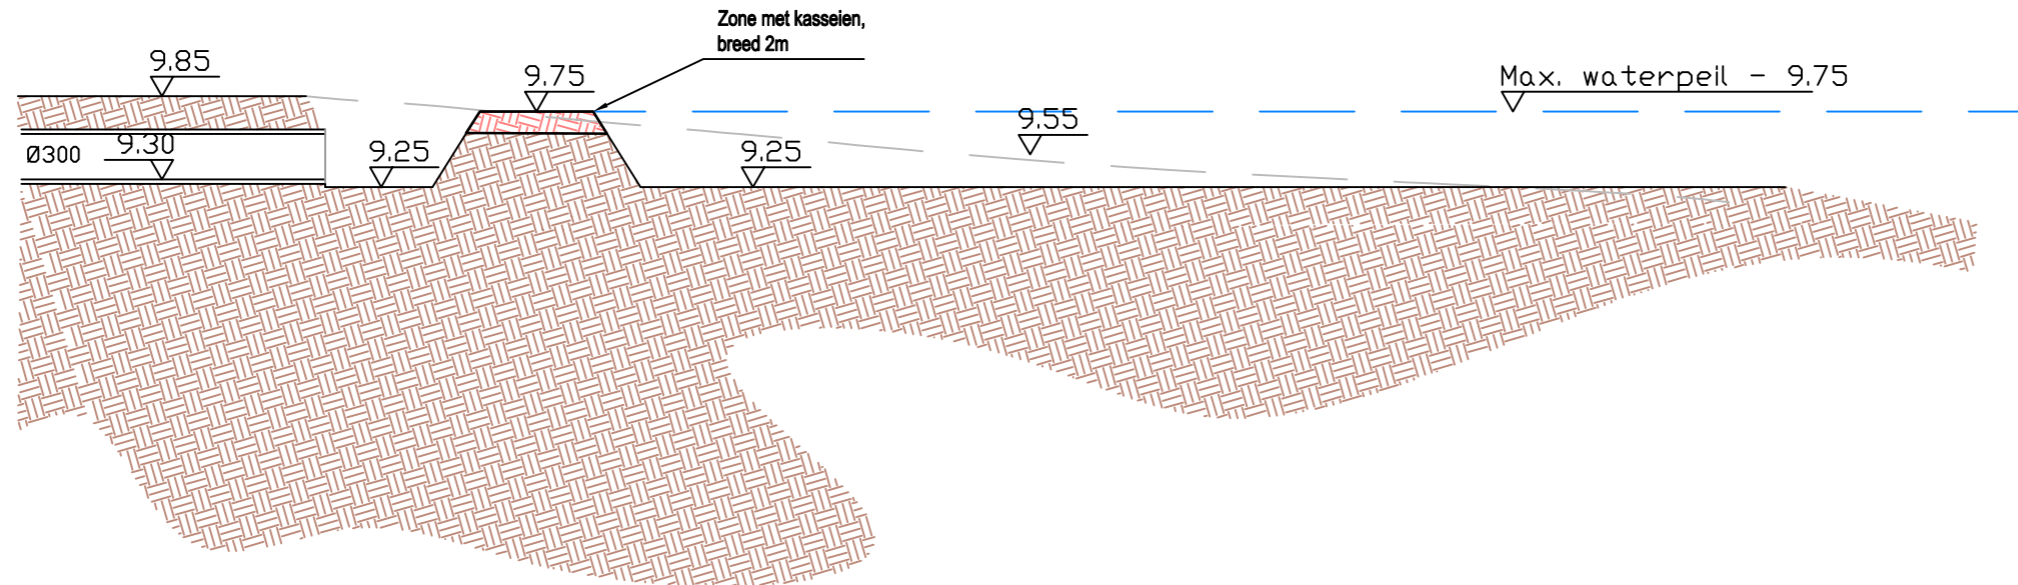 Zone met kasseien,
breed 2m
9.85
9.75
Max. waterpeil - 9.75
9.55
9.30
Ø300
9.25
9.25